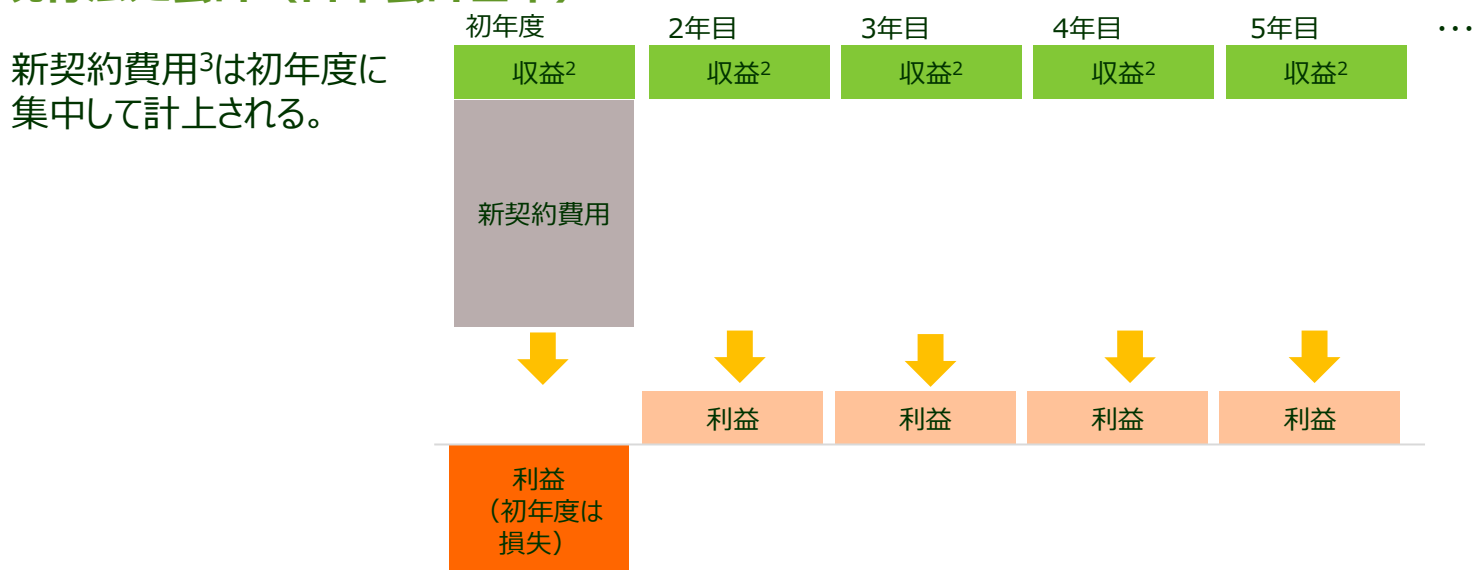 初年度 2年目 3年目 4年目 5年目 …
新契約費用3は初年度に
集中して計上される。
収益2 収益2 収益2 収益2 収益2
新契約費用
利益 利益 利益 利益
利益
（初年度は
損失）